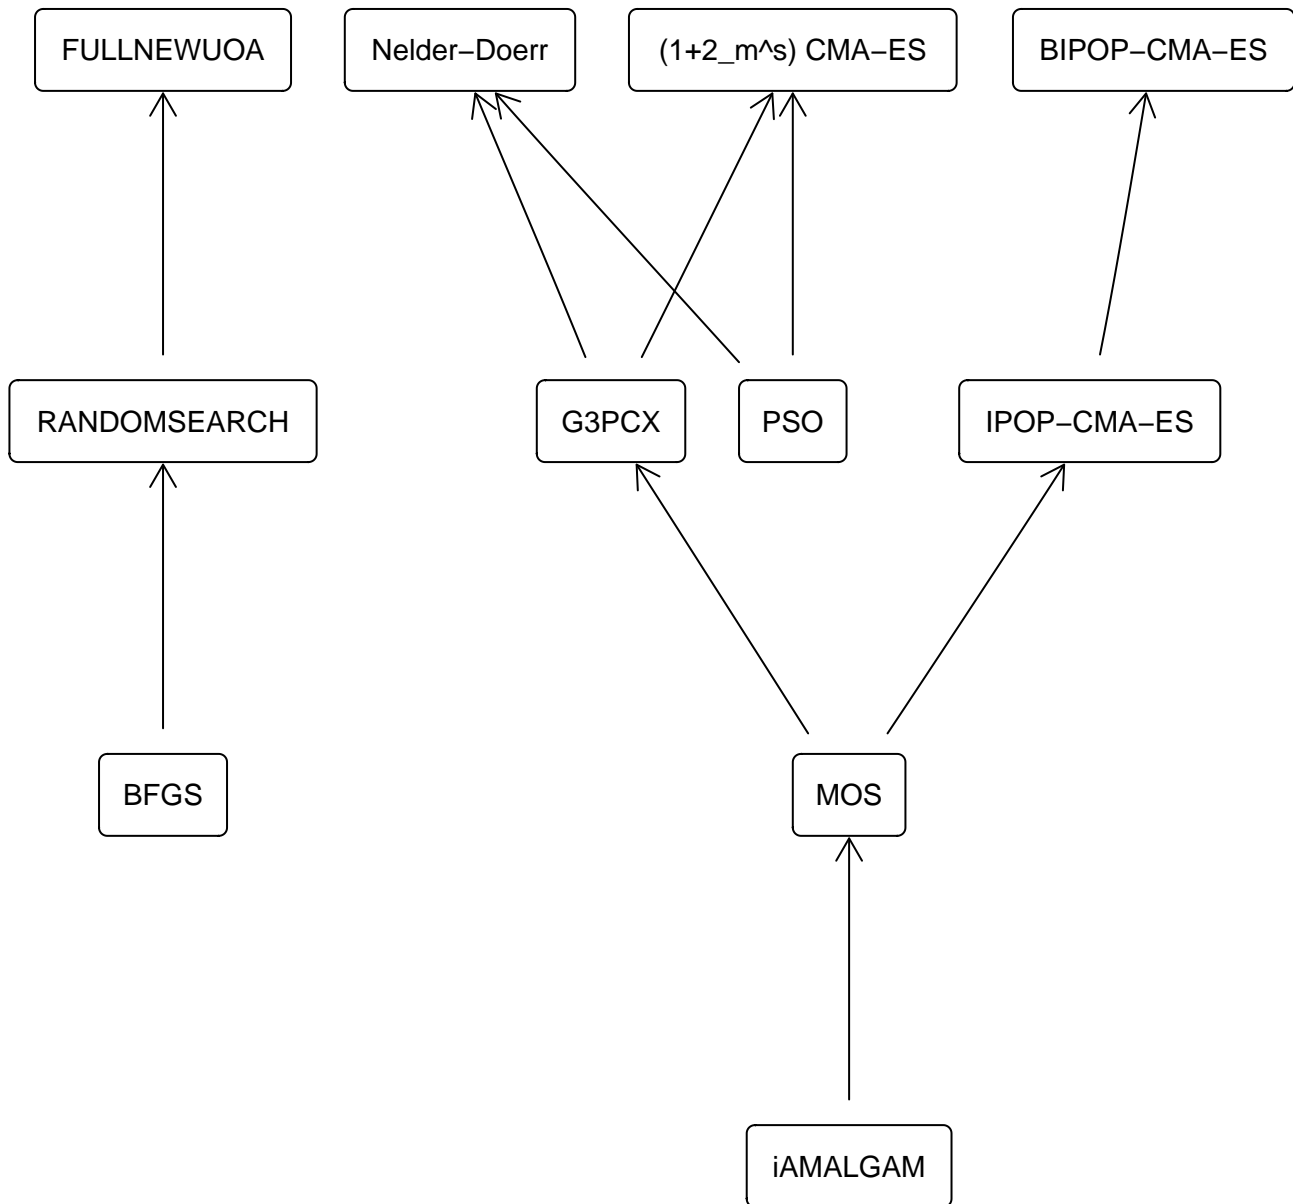 FULLNEWUOA
Nelder−Doerr
(1+2_m^s) CMA−ES
BIPOP−CMA−ES
RANDOMSEARCH
G3PCX
PSO
IPOP−CMA−ES
BFGS
MOS
iAMALGAM